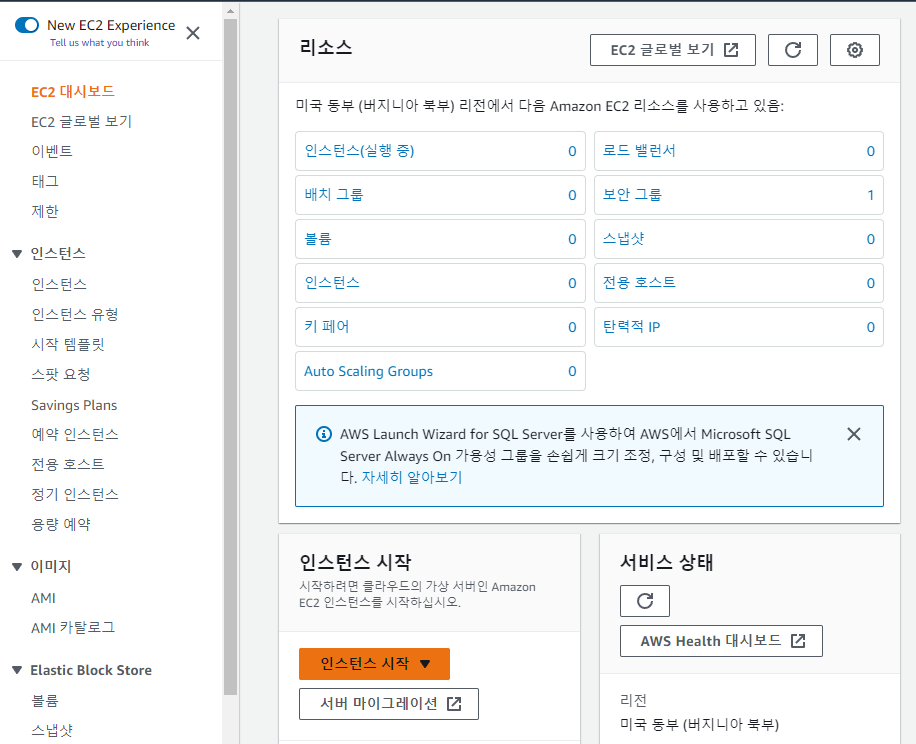 New EC2 Experience
Tell us what you think
EC2 대시보드
EC2 글로벌 보기
이벤트
태그
제한
인스턴스
인스턴스
인스턴스 유형
시작 템플릿
스팟 요청
Savings Plans
예약 인스턴스
전용 호스트
정기 인스턴스
용량 예약
이미지
AMI
AMI 카탈로그
Elastic Block Store
볼륨
스냅샷
리소스
EC2 글로벌 보기
미국 동부 (버지니아 북부) 리전에서 다음 Amazon EC2 리소스를 사용하고 있음:
인스턴스(실행 중) 0
로드 밸런서 0
배치 그룹 0
보안 그룹 1
볼륨 0
스냅샷 0
인스턴스 0
전용 호스트 0
키 페어 0
탄력적 IP 0
Auto Scaling Groups 0
AWS Launch Wizard for SQL Server를 사용하여 AWS에서 Microsoft SQL
Server Always On 가용성 그룹을 손쉽게 크기 조정, 구성 및 배포할 수 있습니
다. 자세히 알아보기
인스턴스 시작
시작하려면 클라우드의 가상 서버인 Amazon
EC2 인스턴스를 시작하십시오.
인스턴스 시작
서버 마이그레이션
서비스 상태
AWS Health 대시보드
리전
미국 동부 (버지니아 북부)